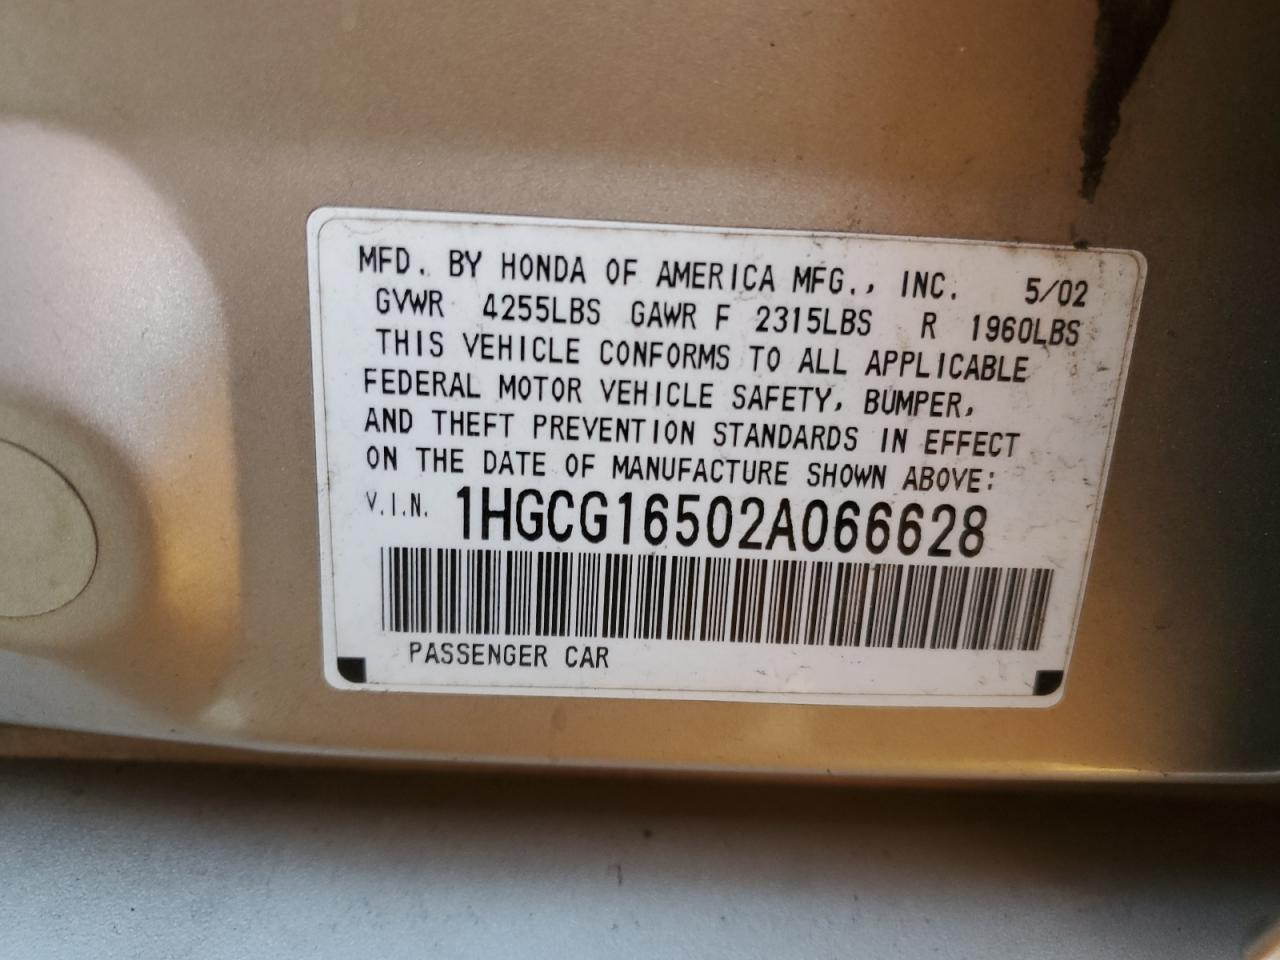 MFD. BY HONDA OF AMERICA MFG., INC. 5/02
GVWR 4255LBS GAWR F 2315LBS R 1960LBS
THIS VEHICLE CONFORMS TO ALL APPLICABLE
FEDERAL MOTOR VEHICLE SAFETY, BUMPER,
AND THEFT PREVENTION STANDARDS IN EFFECT
ON THE DATE OF MANUFACTURE SHOWN ABOVE:
V.I.N. 1HGCG16502A066628
PASSENGER CAR